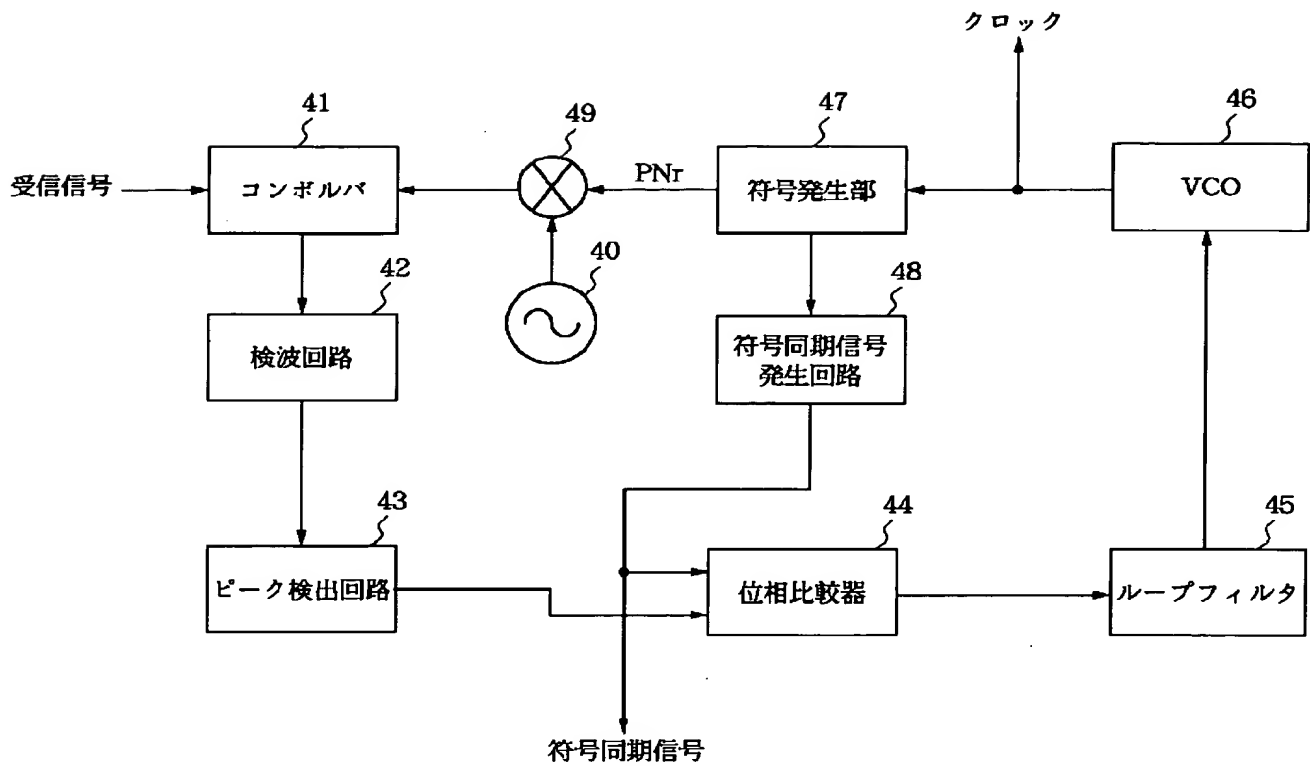 クロック
41
49
47
46
受信信号
コンボルバ
PNr
符号発生部
VCO
42
40
48
検波回路
符号同期信号
発生回路
43
44
45
ピーク検出回路
位相比較器
ループフィルタ
符号同期信号